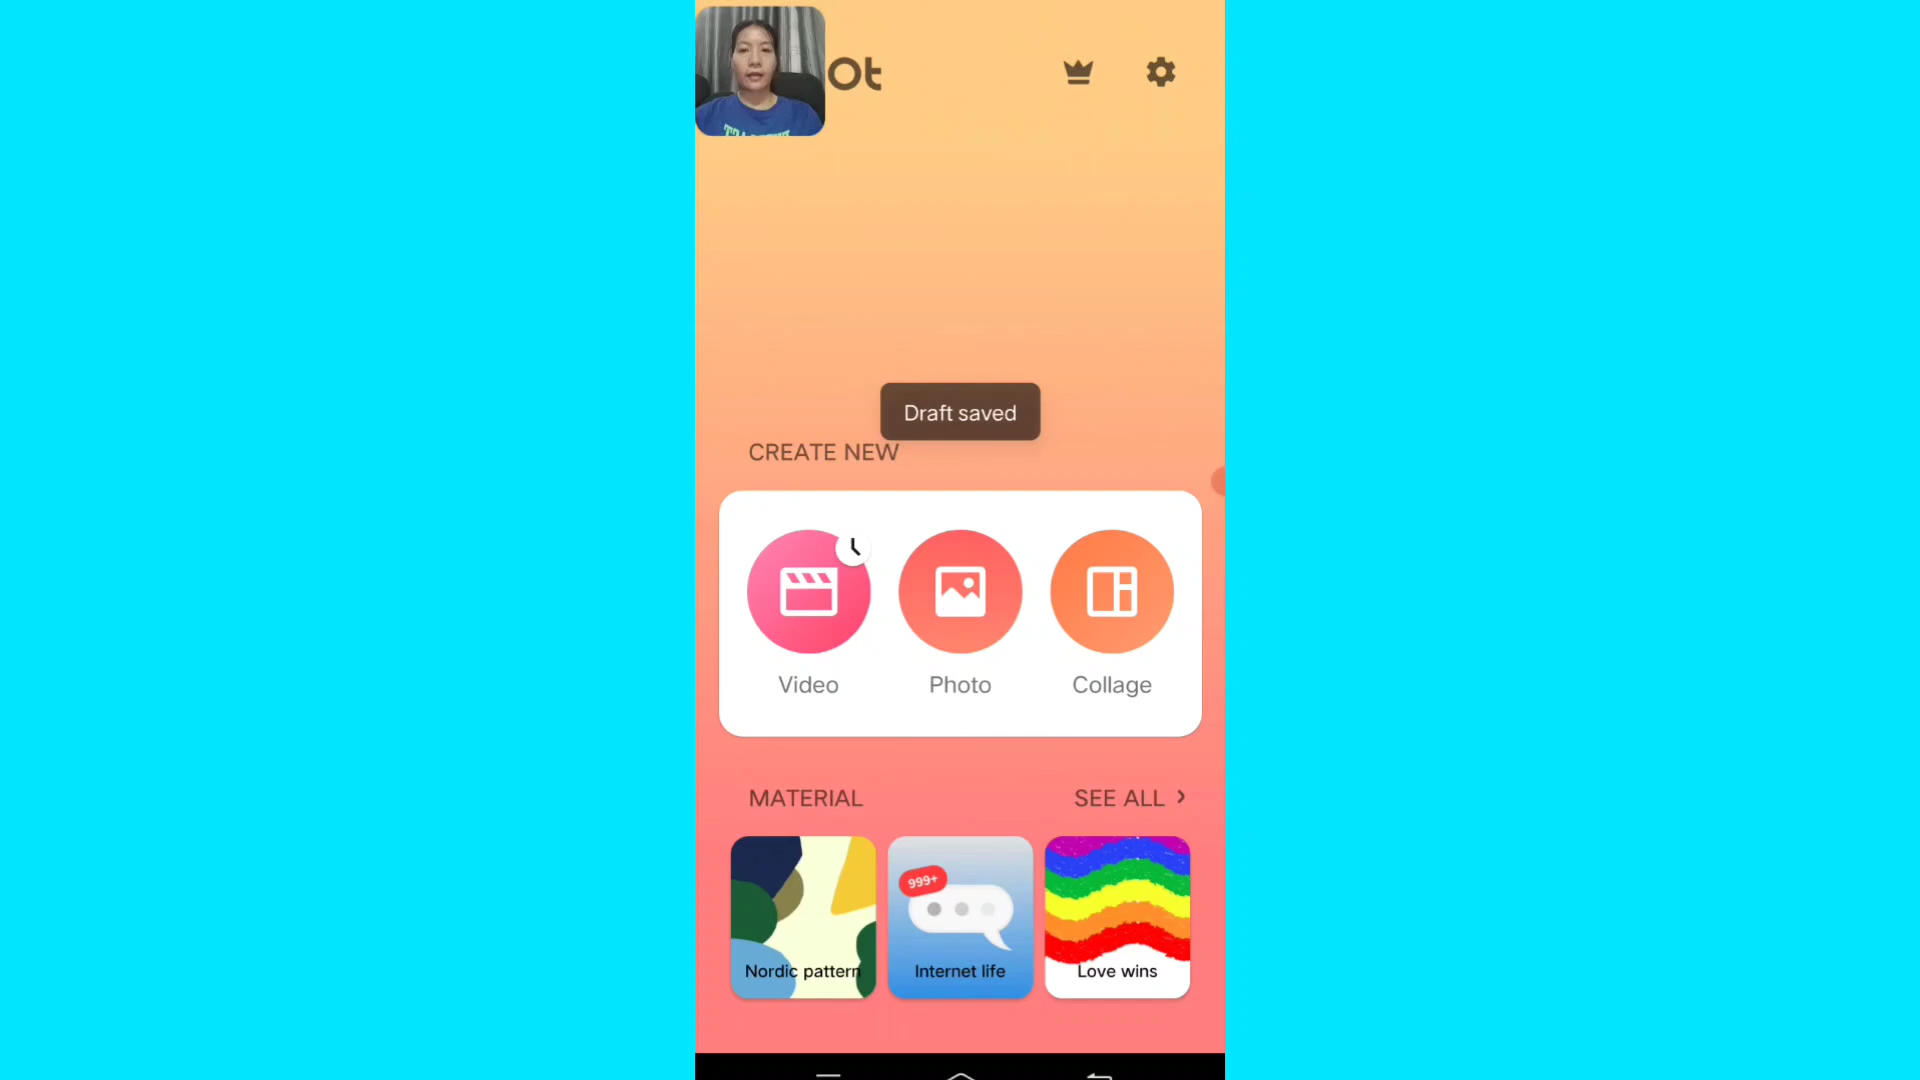 ot
Draft saved
CREATE NEW
Video
Photo
Collage
MATERIAL
SEE ALL >
999+
Nordic pattern
Internet life
Love wins